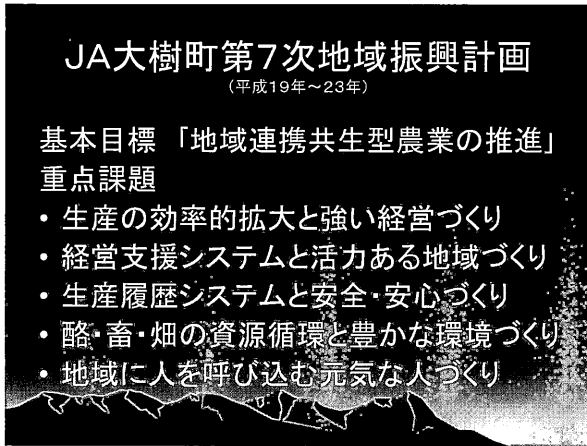 JA大樹町第7次地域振興計画
(平成19年~23年)
基本目標 「地域連携共生型農業の推進」
重点課題
• 生産の効率的拡大と強い経営づくり
• 経営支援システムと活力ある地域づくり
• 生産履歴システムと安全・安心づくり
• 酪・畜・畑の資源循環と豊かな環境づくり
• 地域に人を呼び込む元気な人づくり